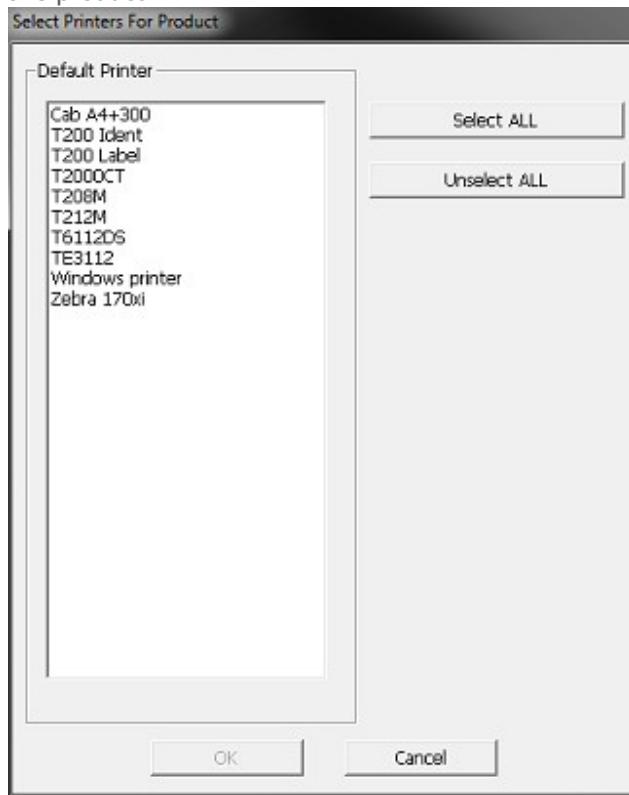 Select Printers For Product
Default Printer
Cab A4+300
T200 Ident
T200 Label
T2000CT
T208M
T212M
T6112DS
TE3112
Windows printer
Zebra 170xi
Select ALL
Unselect ALL
OK
Cancel